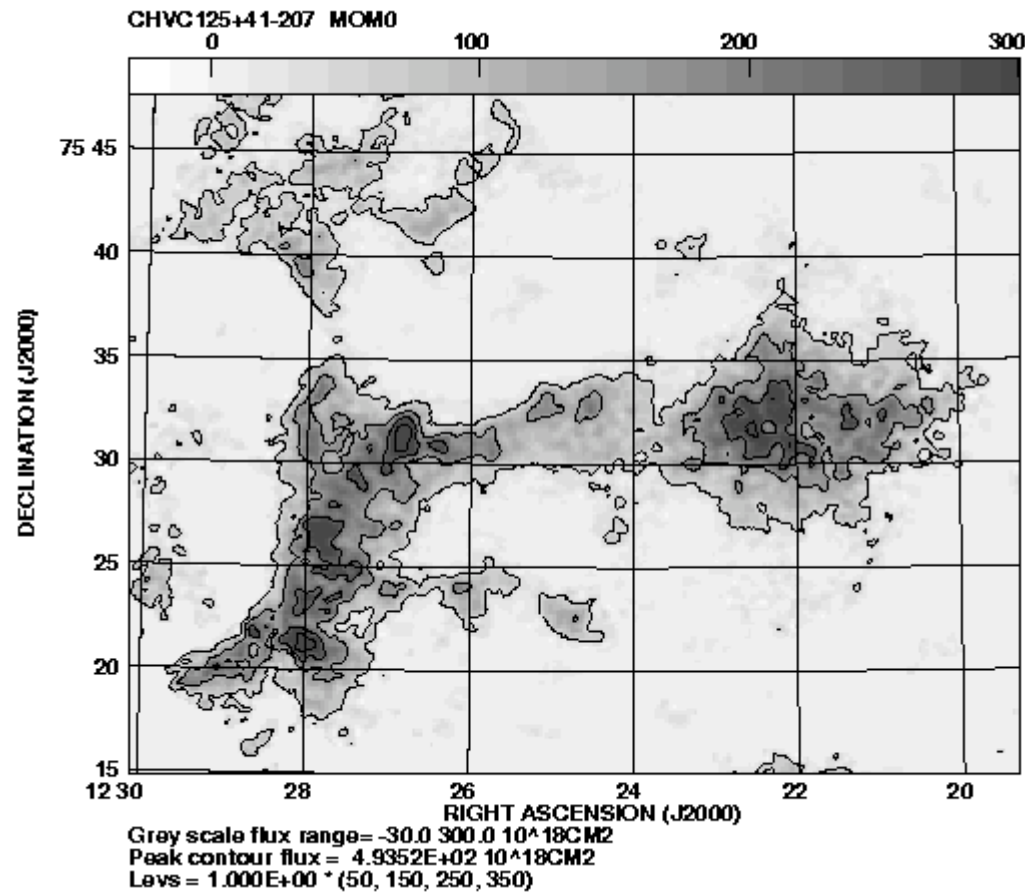 CHVC125+41-207 MOM0
0 100 200 300
75 45
40
35
30
25
20
15
DECLINATION (J2000)
12 30 28 26 24 22 20
RIGHT ASCENSION (J2000)
Grey scale flux range= -30.0 300.0 10^18CM2
Peak contour flux = 4.9352E+02 10^18CM2
Levs = 1.000E+00 * (50, 150, 250, 350)